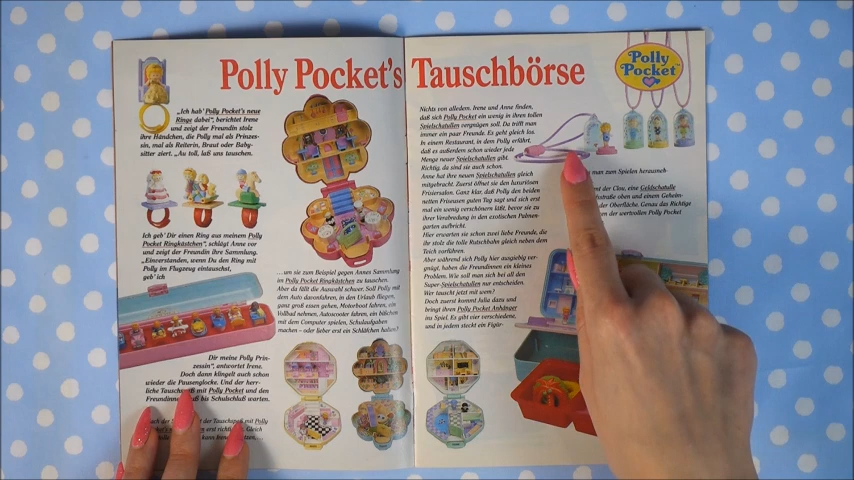 Polly Pocket's Tauschbörse
Polly
Pocket
„Ich hab' Polly Pocket's neue
Ringe dabei", berichtet Irene
und zeigt der Freundin stolz
ihre Händchen, die Polly mal als Prinzes-
sin, mal als Reiterin, Braut oder Baby-
sitter ziert. „Au toll, laß uns tauschen.
Ich geb' Dir einen Ring aus meinem Polly
Pocket Ringkästchen", schlägt Anne vor
und zeigt der Freundin ihre Sammlung.
„Einverstanden, wenn Du den Ring mit
Polly im Flugzeug eintauschst,
geb' ich
Dir meine Polly Prin-
zessin", antwortet Irene.
Doch dann klingelt auch schon
wieder die Pausenglocke. Und der herr-
liche Tauschspaß mit Polly Pocket und den
Freundinnen muß bis Schulschluß warten.
der Tauschspaß mit Polly
erst richtig. Gleich
kann Irene
...um sie zum Beispiel gegen Annes Sammlung
im Polly Pocket Ringkästchen zu tauschen.
Aber da fällt die Auswahl schwer. Soll Polly mit
dem Auto davonfahren, in den Urlaub fliegen,
ganz groß essen gehen, Motorboot fahren, ein
Vollbad nehmen, Autoscooter fahren, ein bißchen
mit dem Computer spielen, Schulaufgaben
machen – oder lieber erst ein Schläfchen halten?
Nichts von alledem. Irene und Anne finden,
daß sich Polly Pocket ein wenig in ihren tollen
Spielschatullen vergnügen soll. Da trifft man
immer ein paar Freunde. Es geht gleich los.
In einem Restaurant, in dem Polly erfährt,
daß es außerdem schon wieder jede
Menge neuer Spielschatullen gibt.
Richtig, da sind sie auch schon.
Anne hat ihre neuen Spielschatullen gleich
mitgebracht. Zuerst öffnet sie den luxuriösen
Frisiersalon. Ganz klar, daß Polly den beiden
netten Friseusen guten Tag sagt und sich erst
mal ein wenig verschönern läßt, bevor sie zu
ihrer Verabredung in den exotischen Palmen-
garten aufbricht.
Hier erwarten sie schon zwei liebe Freunde, die
ihr stolz die tolle Rutschbahn gleich neben dem
Teich vorführen.
Aber während sich Polly hier ausgiebig ver-
gnügt, haben die Freundinnen ein kleines
Problem. Wie soll man sich bei all den
Super-Spielschatullen nur entscheiden.
Wer tauscht jetzt mit wem?
Doch zuerst kommt Julia dazu und
bringt ihren Polly Pocket Anhänger
ins Spiel. Es gibt vier verschiedene,
und in jedem steckt ein Figür-
man zum Spielen herausneh-
der Clou, eine Geldschatulle
und einem Geheim-
der Oberfläche. Genau das Richtige
den wertvollen Polly Pocket